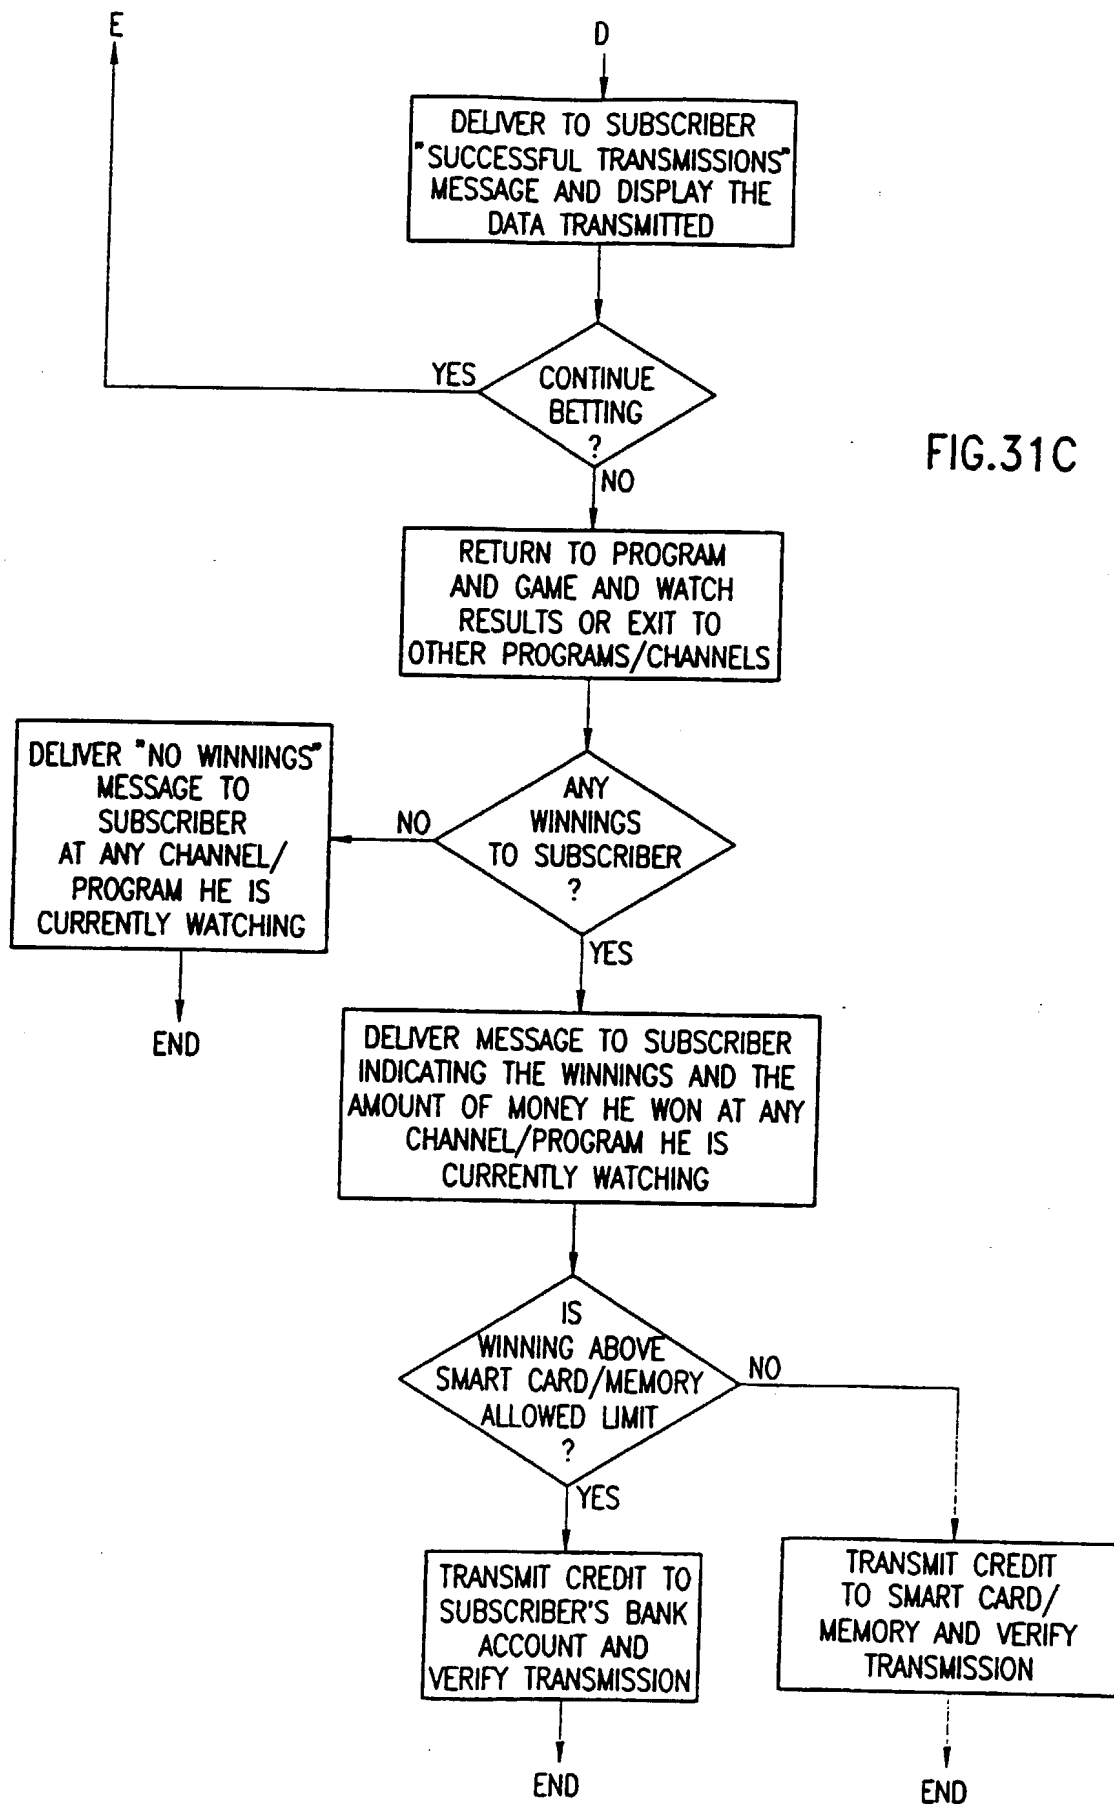 E
D
DELIVER TO SUBSCRIBER
"SUCCESSFUL TRANSMISSIONS"
MESSAGE AND DISPLAY THE
DATA TRANSMITTED
YES
CONTINUE
BETTING
?
FIG.31C
NO
RETURN TO PROGRAM
AND GAME AND WATCH
RESULTS OR EXIT TO
OTHER PROGRAMS/CHANNELS
DELIVER "NO WINNINGS"
MESSAGE TO
SUBSCRIBER
AT ANY CHANNEL/
PROGRAM HE IS
CURRENTLY WATCHING
NO
ANY
WINNINGS
TO SUBSCRIBER
?
YES
END
DELIVER MESSAGE TO SUBSCRIBER
INDICATING THE WINNINGS AND THE
AMOUNT OF MONEY HE WON AT ANY
CHANNEL/PROGRAM HE IS
CURRENTLY WATCHING
IS
WINNING ABOVE
SMART CARD/MEMORY
ALLOWED LIMIT
?
NO
YES
TRANSMIT CREDIT TO
SUBSCRIBER'S BANK
ACCOUNT AND
VERIFY TRANSMISSION
TRANSMIT CREDIT
TO SMART CARD/
MEMORY AND VERIFY
TRANSMISSION
END
END